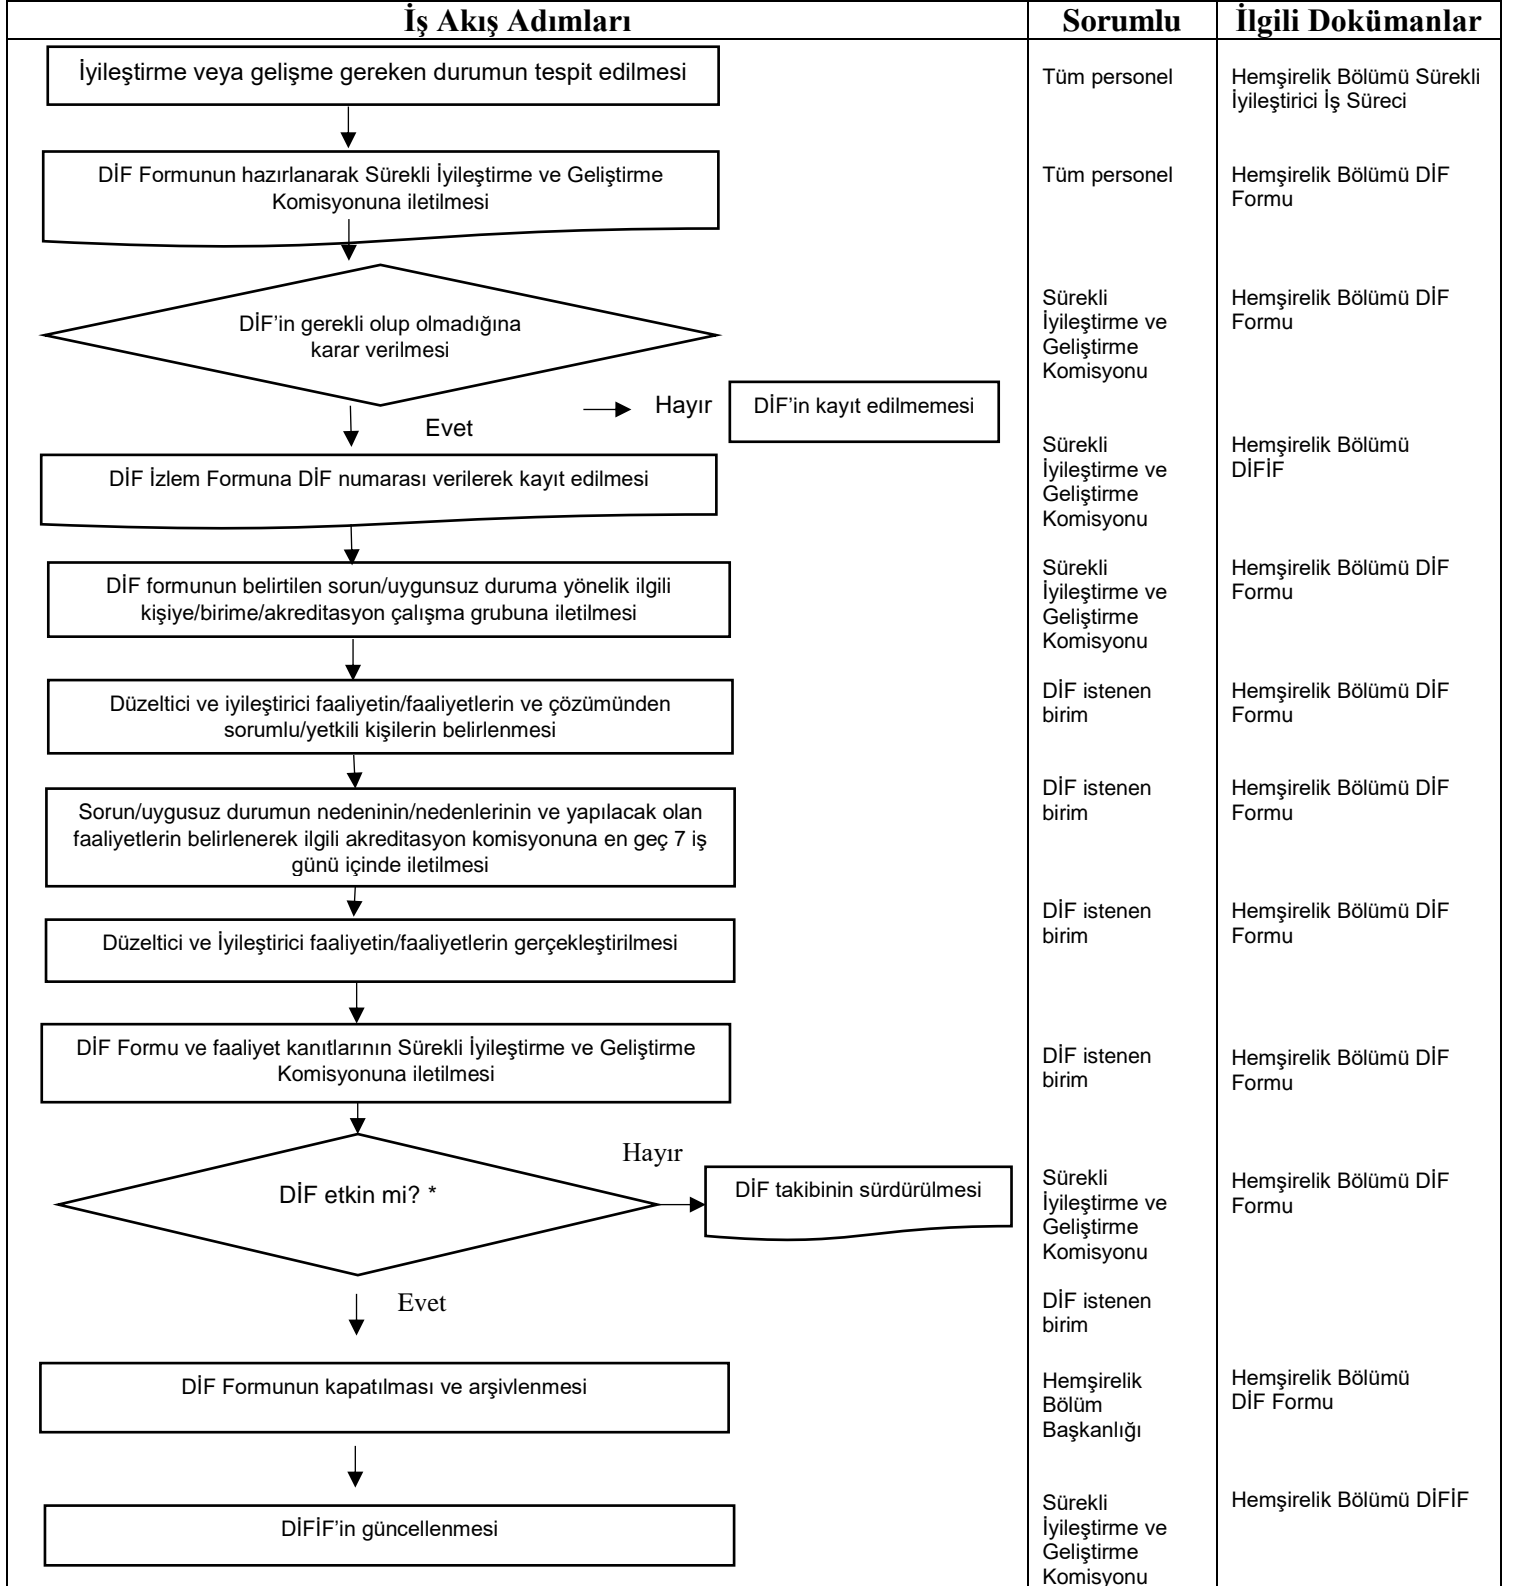 İş Akış Adımları
Sorumlu
İlgili Dokümanlar
İyileştirme veya gelişme gereken durumun tespit edilmesi
Tüm personel
Hemşirelik Bölümü Sürekli
İyileştirici İş Süreci
DİF Formunun hazırlanarak Sürekli İyileştirme ve Geliştirme
Komisyonuna iletilmesi
Tüm personel
Hemşirelik Bölümü DİF
Formu
DİF’in gerekli olup olmadığına
karar verilmesi
Sürekli
İyileştirme ve
Geliştirme
Komisyonu
Hemşirelik Bölümü DİF
Formu
Evet
Hayır
DİF’in kayıt edilmemesi
DİF İzlem Formuna DİF numarası verilerek kayıt edilmesi
Sürekli
İyileştirme ve
Geliştirme
Komisyonu
Hemşirelik Bölümü
DİFİF
DİF formunun belirtilen sorun/uygunsuz duruma yönelik ilgili
kişiye/birime/akreditasyon çalışma grubuna iletilmesi
Sürekli
İyileştirme ve
Geliştirme
Komisyonu
Hemşirelik Bölümü DİF
Formu
Düzeltici ve iyileştirici faaliyetin/faaliyetlerin ve çözümünden
sorumlu/yetkili kişilerin belirlenmesi
DİF istenen
birim
Hemşirelik Bölümü DİF
Formu
Sorun/uygusuz durumun nedeninin/nedenlerinin ve yapılacak olan
faaliyetlerin belirlenerek ilgili akreditasyon komisyonuna en geç 7 iş
günü içinde iletilmesi
DİF istenen
birim
Hemşirelik Bölümü DİF
Formu
Düzeltici ve İyileştirici faaliyetin/faaliyetlerin gerçekleştirilmesi
DİF istenen
birim
Hemşirelik Bölümü DİF
Formu
DİF Formu ve faaliyet kanıtlarının Sürekli İyileştirme ve Geliştirme
Komisyonuna iletilmesi
DİF istenen
birim
Hemşirelik Bölümü DİF
Formu
DİF etkin mi? *
Hayır
DİF takibinin sürdürülmesi
Sürekli
İyileştirme ve
Geliştirme
Komisyonu
Hemşirelik Bölümü DİF
Formu
Evet
DİF istenen
birim
DİF Formunun kapatılması ve arşivlenmesi
Hemşirelik
Bölüm
Başkanlığı
Hemşirelik Bölümü
DİF Formu
DİFİF’in güncellenmesi
Sürekli
İyileştirme ve
Geliştirme
Komisyonu
Hemşirelik Bölümü DİFİF